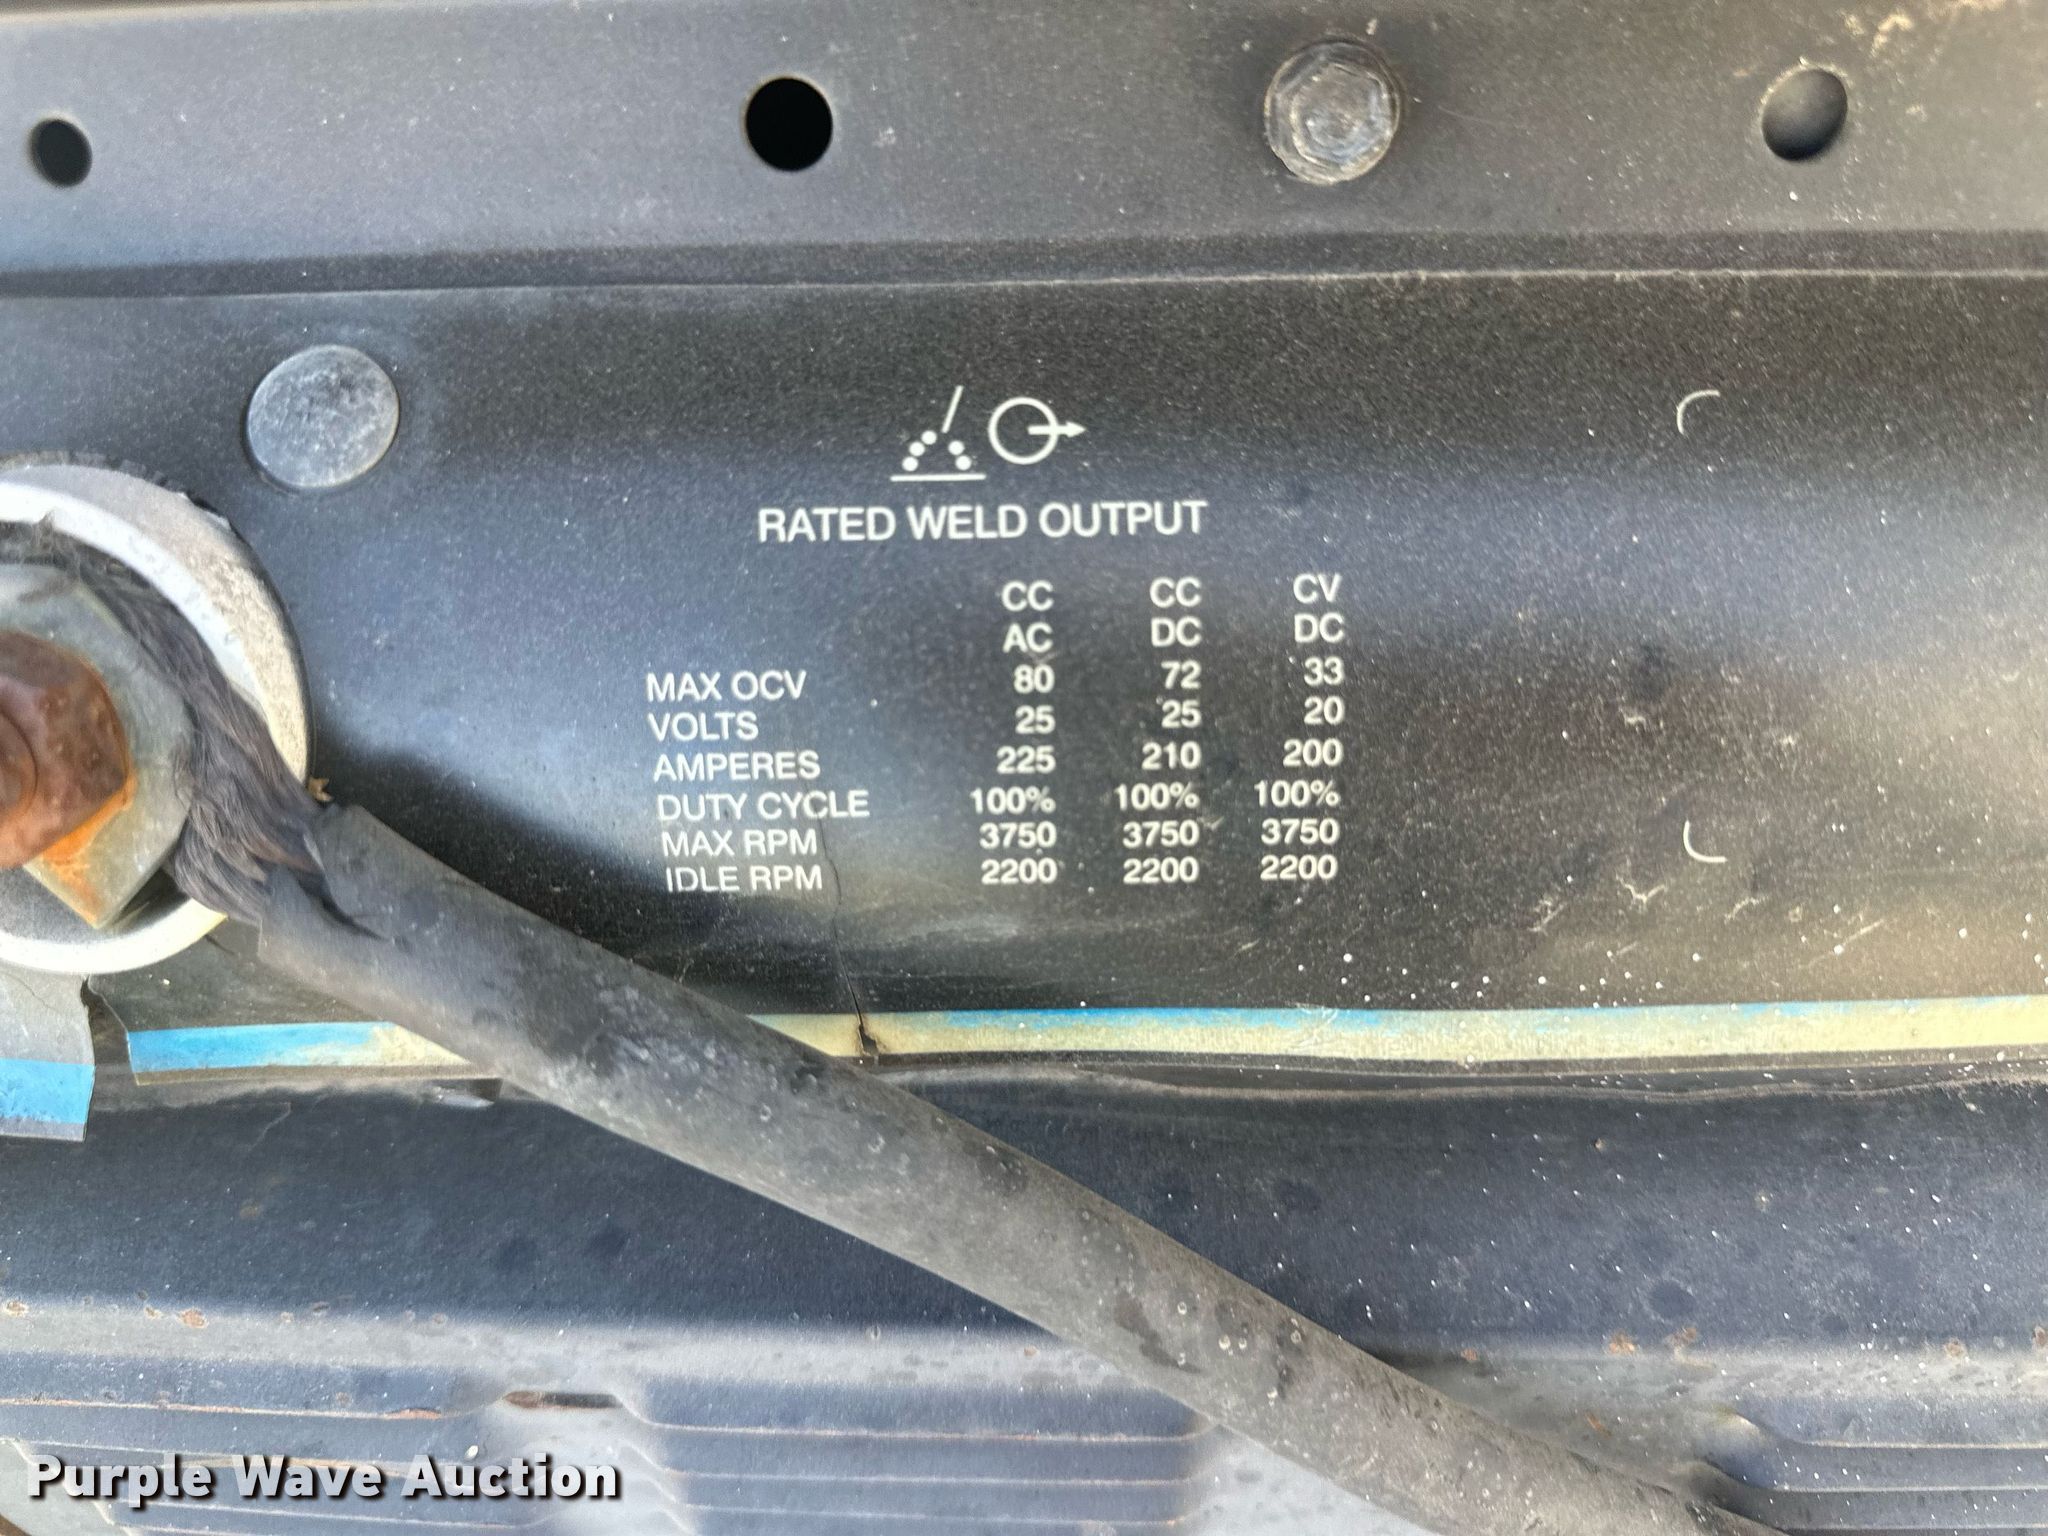 RATED WELD OUTPUT
CC CC CV
AC DC DC
MAX OCV 80 72 33
VOLTS 25 25 20
AMPERES 225 210 200
DUTY CYCLE 100% 100% 100%
MAX RPM 3750 3750 3750
IDLE RPM 2200 2200 2200
Purple Wave Auction